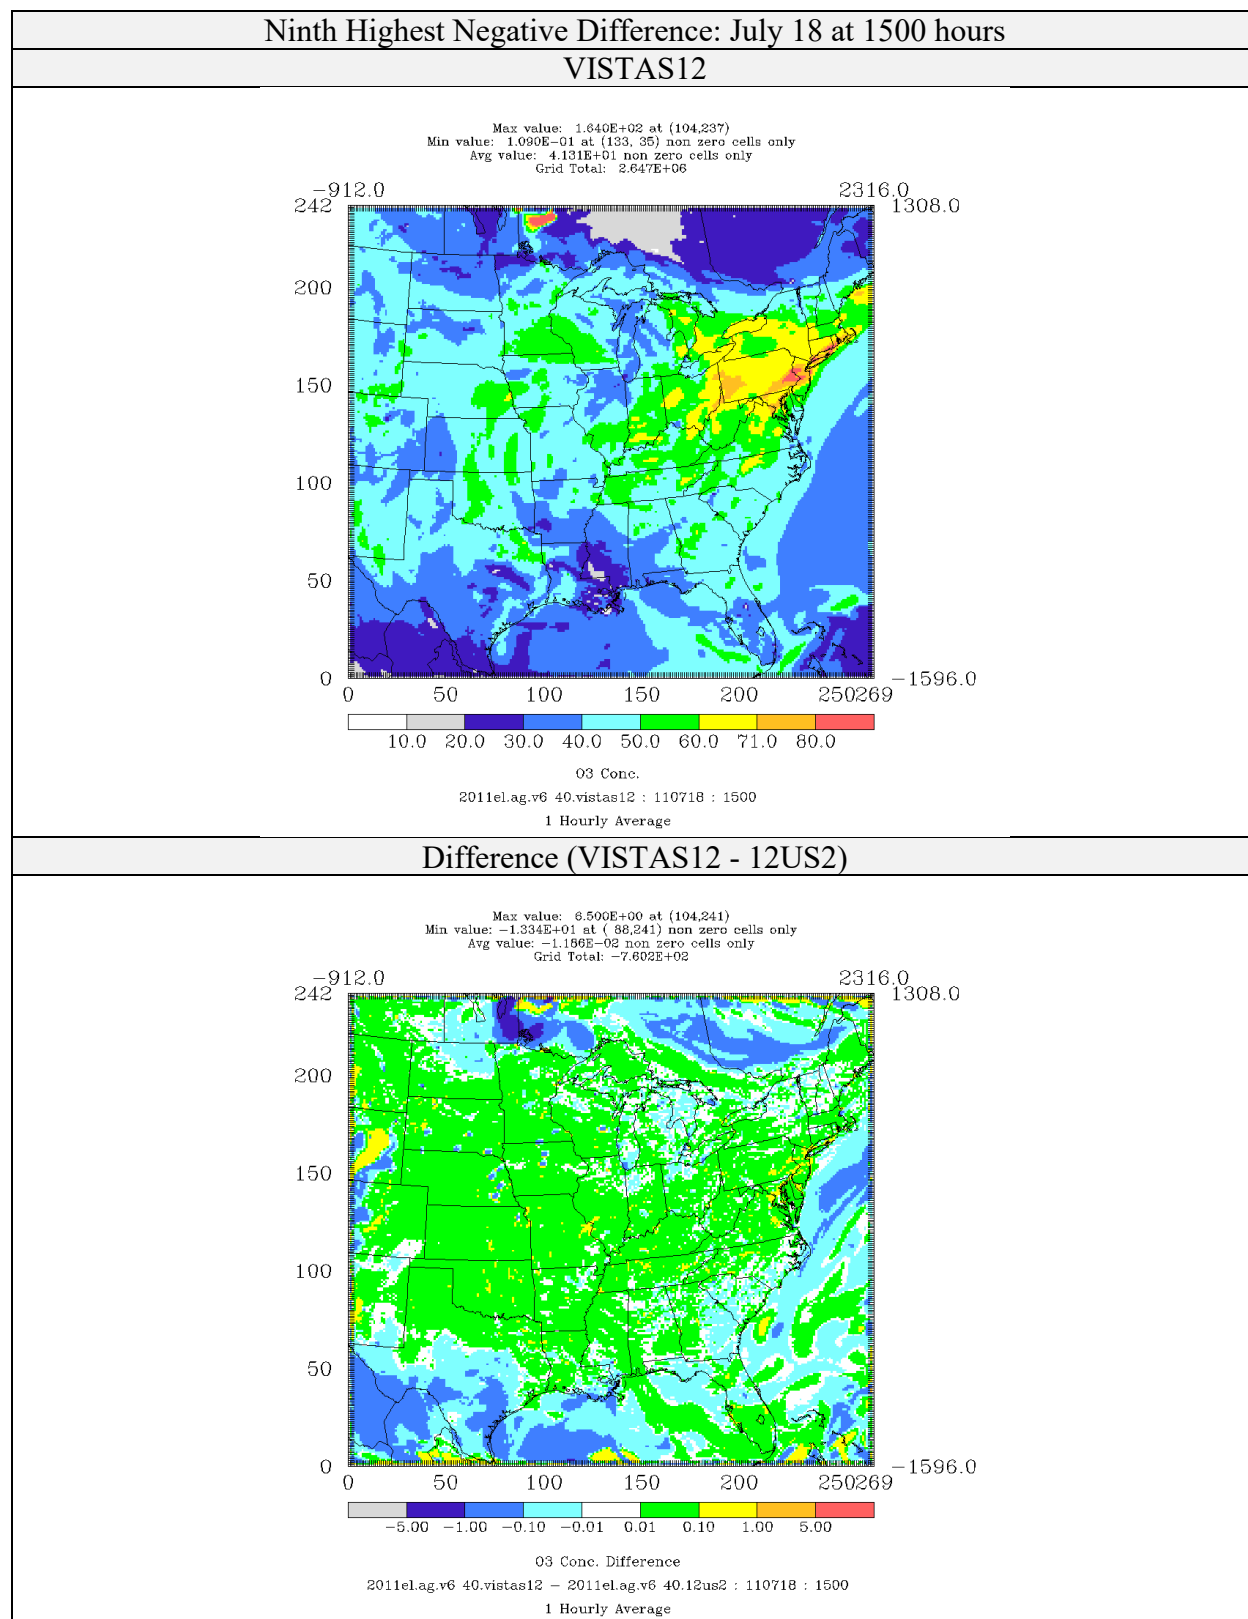 Ninth Highest Negative Difference: July 18 at 1500 hours
VISTAS12
Max value: 1.640E+02 at (104,237)
Min value: 1.090E-01 at (133, 35) non zero cells only
Avg value: 4.131E+01 non zero cells only
Grid Total: 2.647E+06
-912.0 2316.0
242 1308.0
200
150
100
50
0 -1596.0
0 50 100 150 200 250269
10.0 20.0 30.0 40.0 50.0 60.0 71.0 80.0
O3 Conc.
2011el.ag.v6 40.vistas12 : 110718 : 1500
1 Hourly Average
Difference (VISTAS12 - 12US2)
Max value: 6.500E+00 at (104,241)
Min value: -1.334E+01 at ( 88,241) non zero cells only
Avg value: -1.186E-02 non zero cells only
Grid Total: -7.602E+02
-912.0 2316.0
242 1308.0
200
150
100
50
0 -1596.0
0 50 100 150 200 250269
-5.00 -1.00 -0.10 -0.01 0.01 0.10 1.00 5.00
O3 Conc. Difference
2011el.ag.v6 40.vistas12 - 2011el.ag.v6 40.12us2 : 110718 : 1500
1 Hourly Average